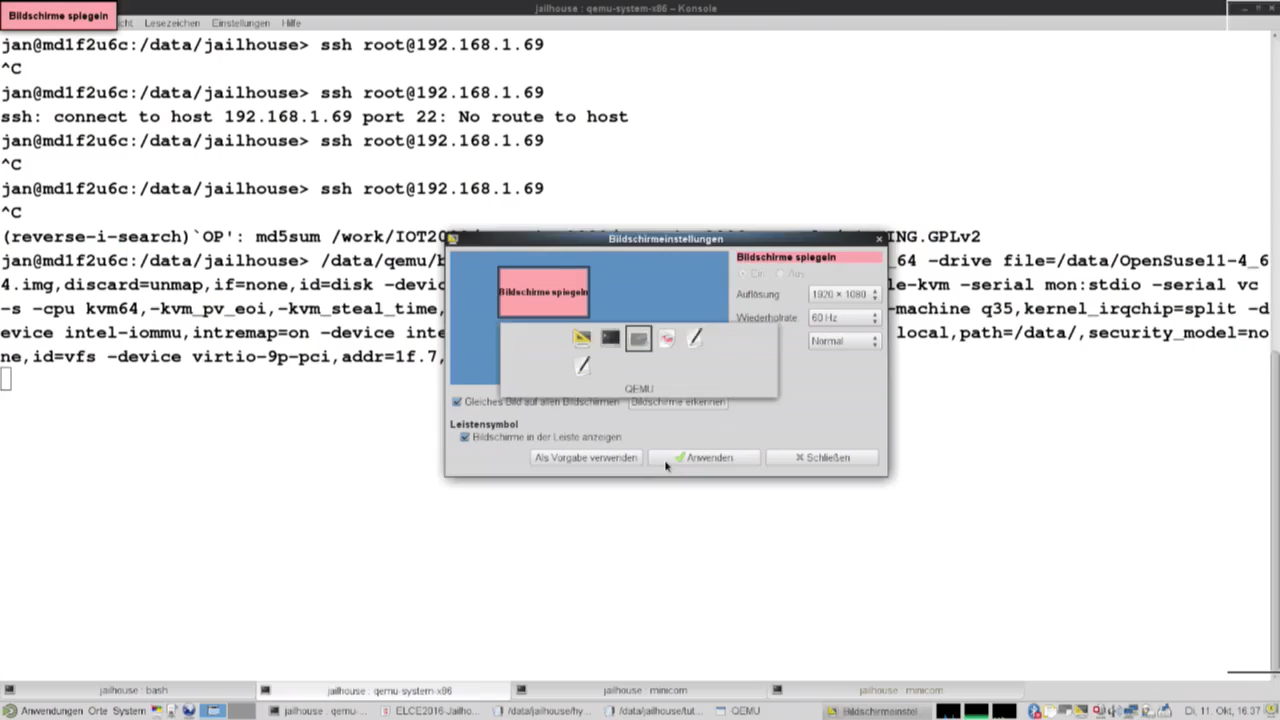 jailhouse : qemu-system-x86 – Konsole
Bildschirme spiegeln
Lesezeichen Einstellungen Hilfe
jan@md1f2u6c:/data/jailhouse> ssh root@192.168.1.69
^C
jan@md1f2u6c:/data/jailhouse> ssh root@192.168.1.69
ssh: connect to host 192.168.1.69 port 22: No route to host
jan@md1f2u6c:/data/jailhouse> ssh root@192.168.1.69
^C
jan@md1f2u6c:/data/jailhouse> ssh root@192.168.1.69
^C
(reverse-i-search)`OP': md5sum /work/IOT20 ING.GPLv2
jan@md1f2u6c:/data/jailhouse> /data/qemu/b _64 -drive file=/data/OpenSuse11-4_6
4.img,discard=unmap,if=none,id=disk -devic le-kvm -serial mon:stdio -serial vc
-s -cpu kvm64,-kvm_pv_eoi,-kvm_steal_time, -machine q35,kernel_irqchip=split -d
evice intel-iommu,intremap=on -device inte local,path=/data/,security_model=no
ne,id=vfs -device virtio-9p-pci,addr=1f.7,
Bildschirmeinstellungen
Bildschirme spiegeln
Bildschirme spiegeln
Ein Aus
Auflösung 1920 × 1080
Wiederholrate 60 Hz
Normal
QEMU
Gleiches Bild auf allen Bildschirmen Bildschirme erkennen
Leistensymbol
Bildschirme in der Leiste anzeigen
Als Vorgabe verwenden Anwenden Schließen
jailhouse : bash jailhouse : qemu-system-x86 jailhouse : minicom jailhouse : minicom
Anwendungen Orte System jailhouse : qemu-... ELCE2016-Jailho... /data/jailhouse/hy... /data/jailhouse/tut... QEMU Bildschirmeinstel Di, 11. Okt, 16.37